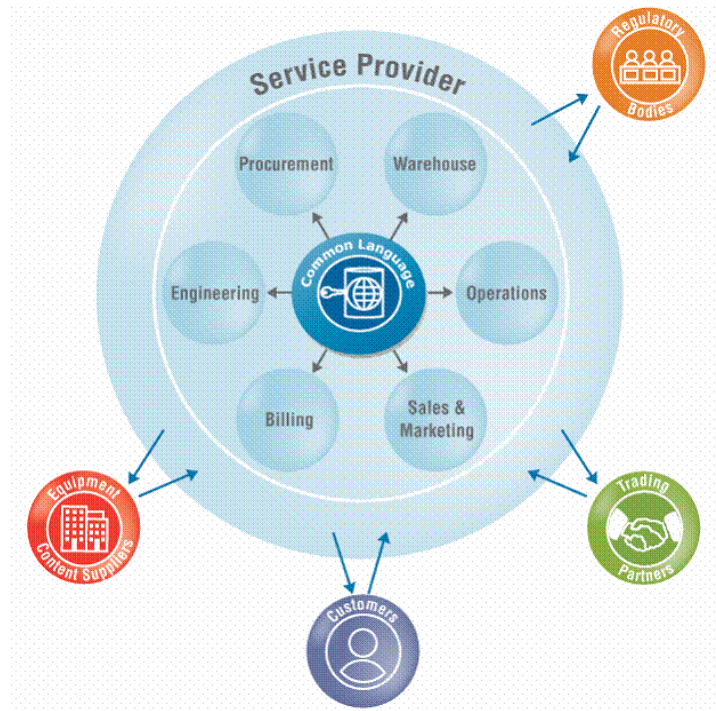 Regulatory
Bodies
Service Provider
Procurement
Warehouse
Common Language
Engineering
Operations
Billing
Sales &
Marketing
Equipment
Content Suppliers
Trading
Partners
Customers